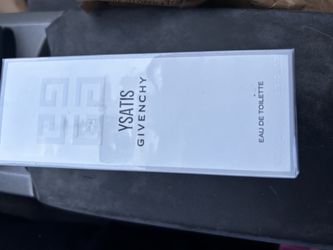 YSATIS
GIVENCHY
EAU DE TOILETTE